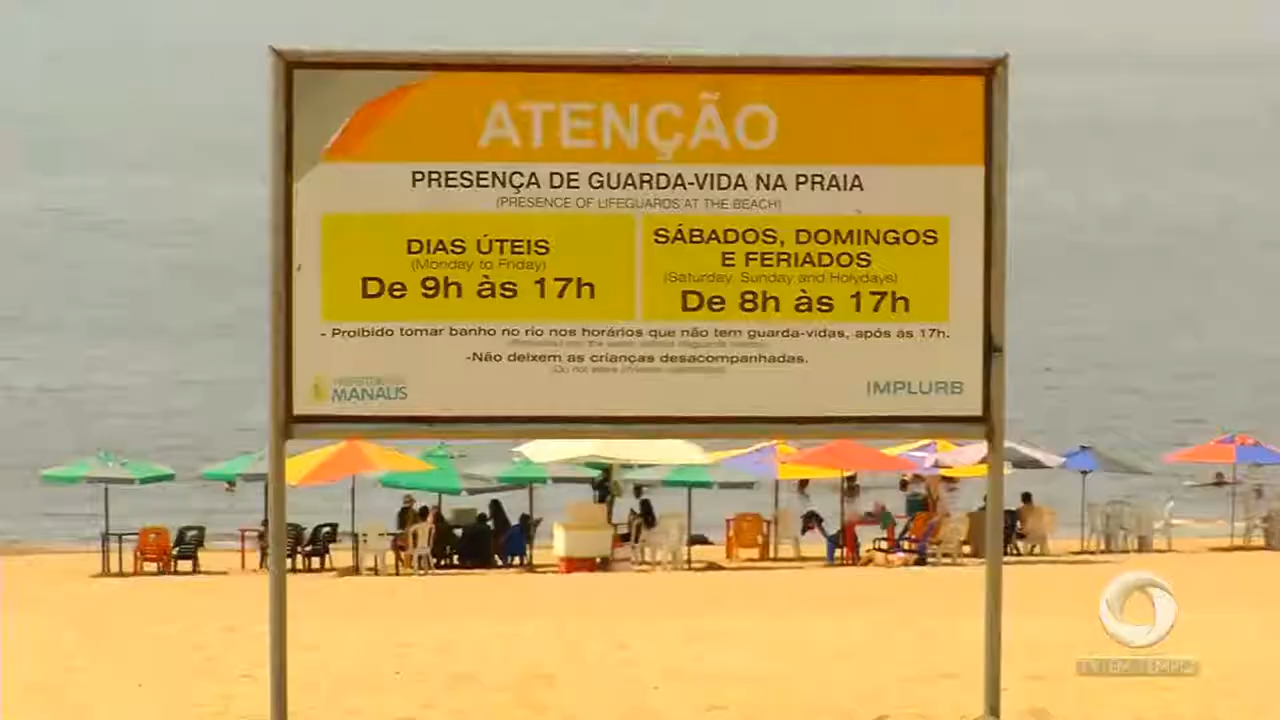 ATENÇÃO
PRESENÇA DE GUARDA-VIDA NA PRAIA
(PRESENCE OF LIFEGUARDS AT THE BEACH)
DIAS ÚTEIS
(Monday to Friday)
De 9h às 17h
SÁBADOS, DOMINGOS
E FERIADOS
(Saturday, Sunday and Holydays)
De 8h às 17h
- Proibido tomar banho no rio nos horários que não tem guarda-vidas, após às 17h.
-Não deixem as crianças desacompanhadas.
MANAUS
IMPLURB